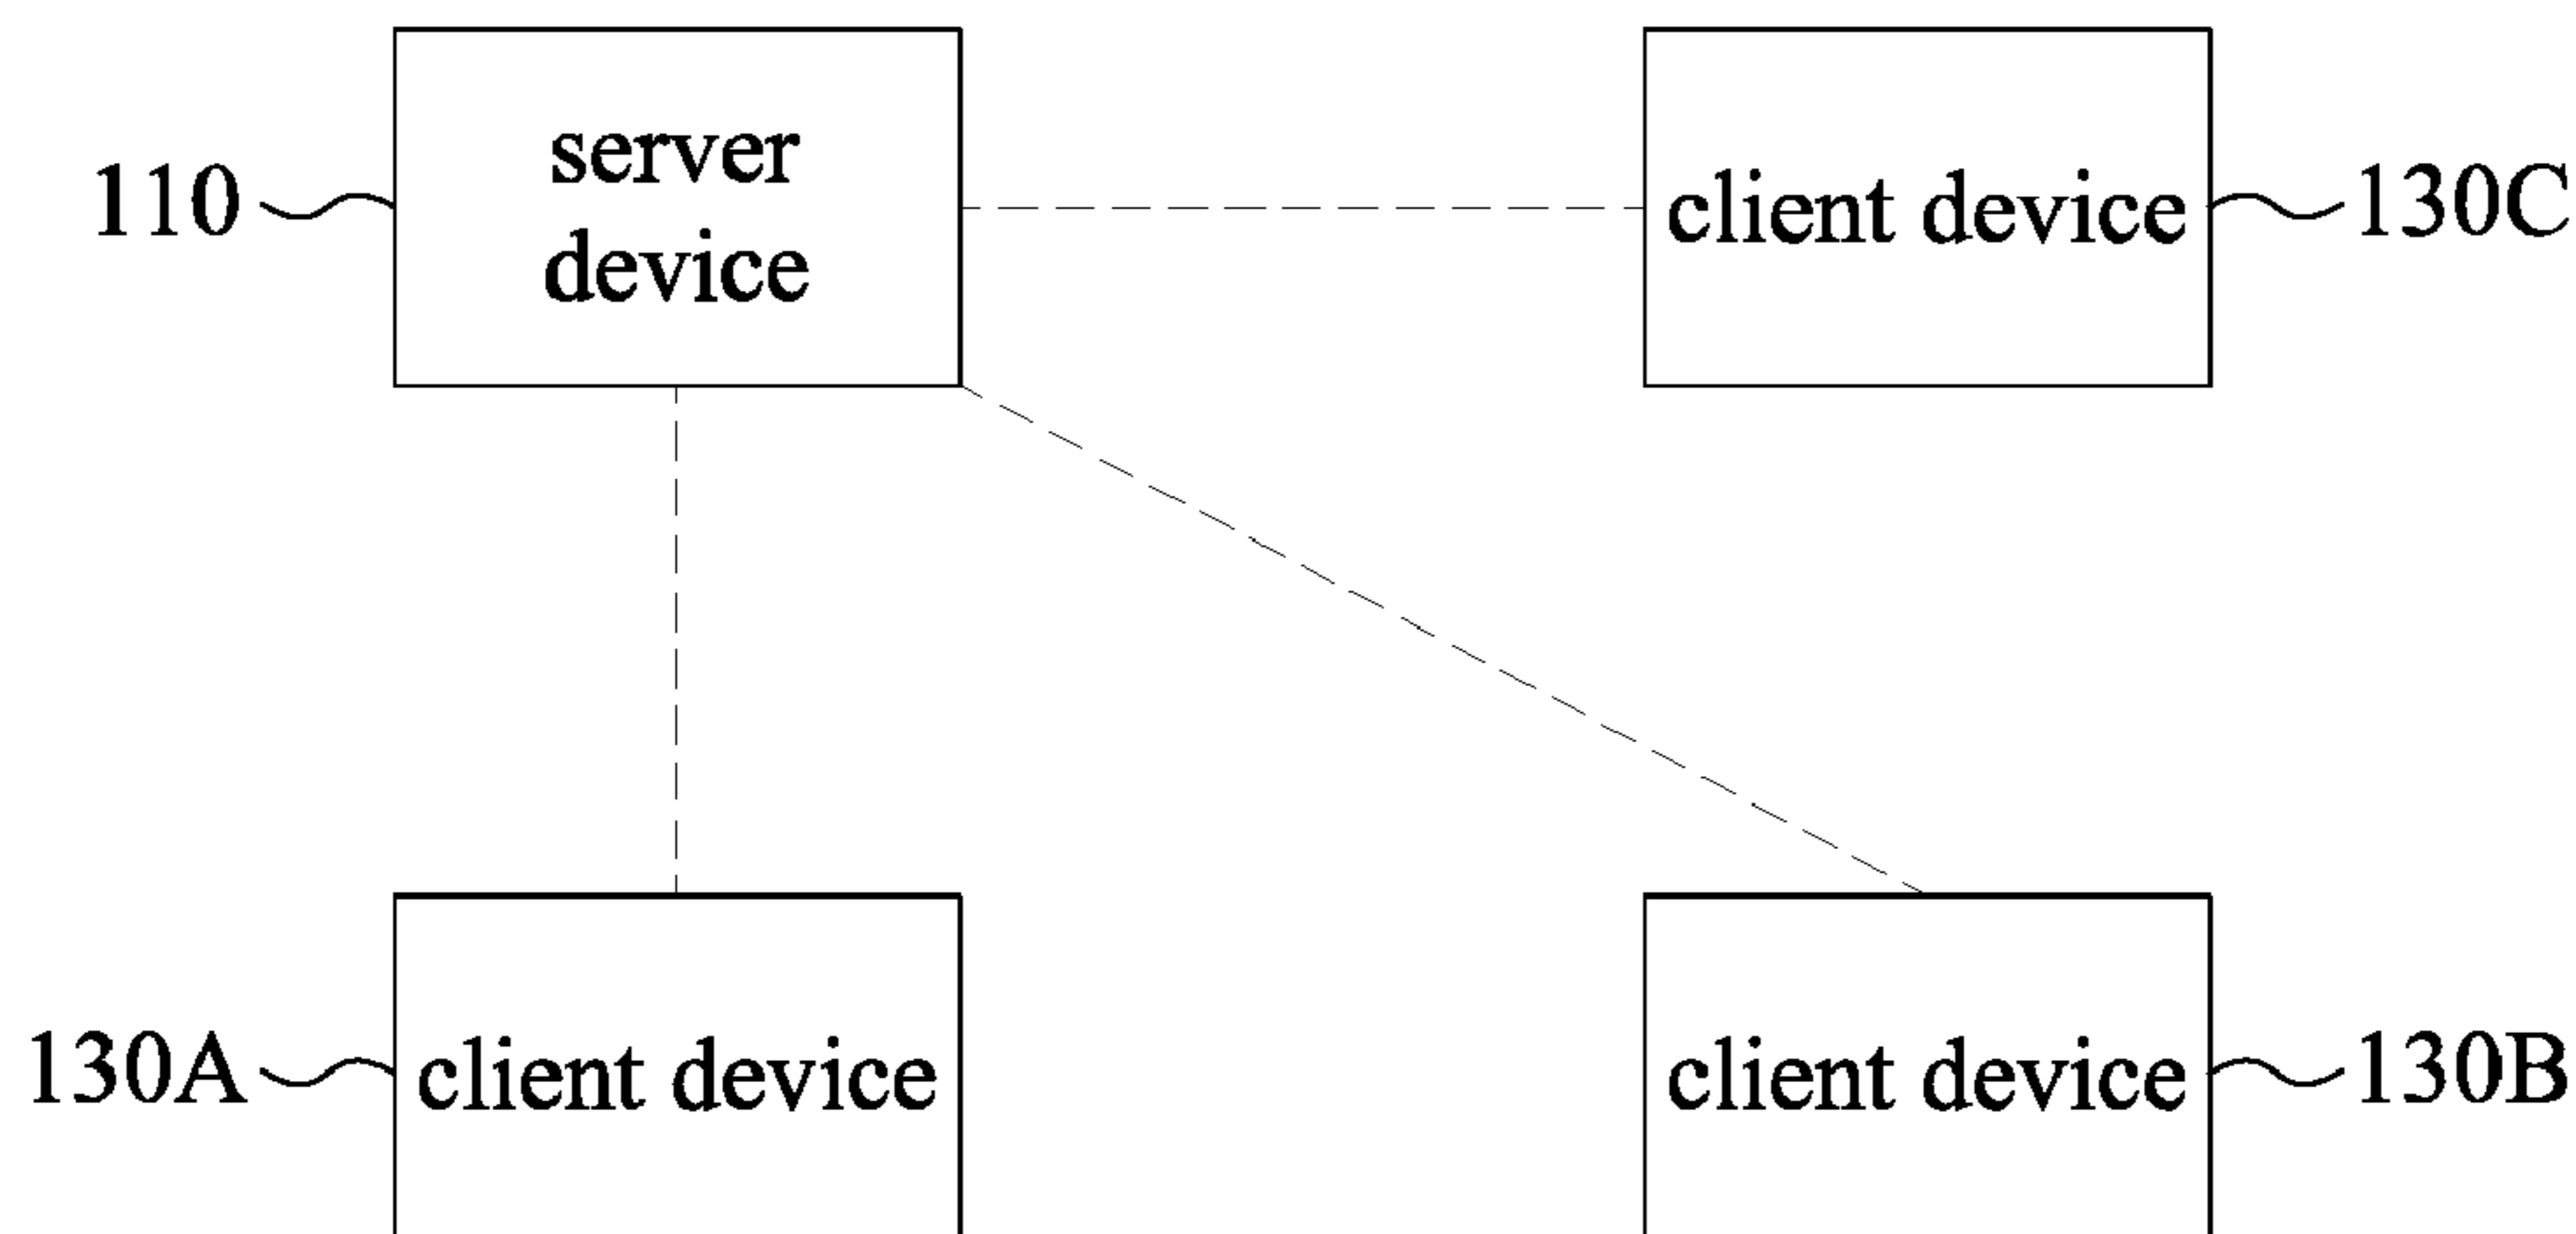 server
device
110
client device
130C
130A
client device
client device
130B